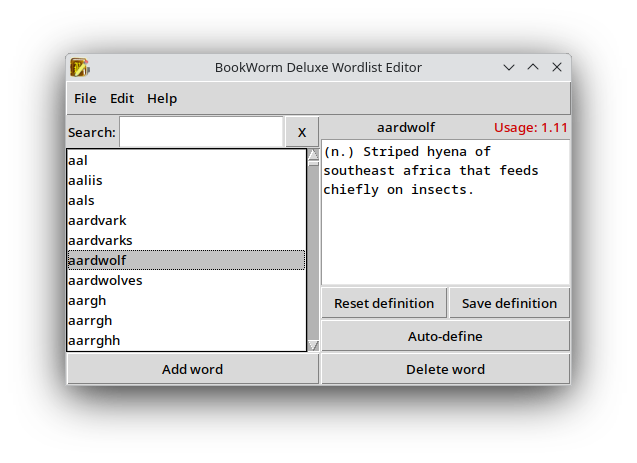 BookWorm Deluxe Wordlist Editor
File Edit Help
Search: X
aal
aaliis
aals
aardvark
aardvarks
aardwolf
aardwolves
aargh
aarrgh
aarrghh
Add word
aardwolf Usage: 1.11
(n.) Striped hyena of
southeast africa that feeds
chiefly on insects.
Reset definition Save definition
Auto-define
Delete word